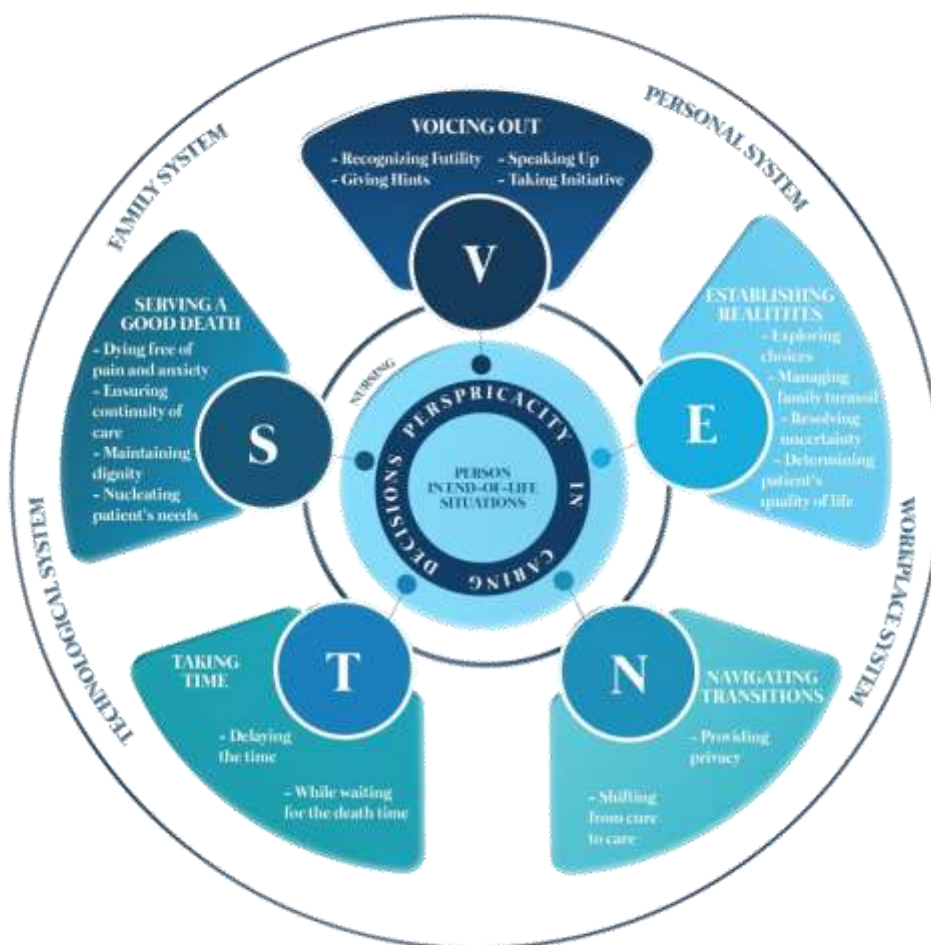 FAMILY SYSTEM
PERSONAL SYSTEM
VOICING OUT
- Recognizing Futility
- Giving Hints
- Speaking Up
- Taking Initiative
V
ESTABLISHING
REALITITES
- Exploring
choices
- Managing
family turmoil
- Resolving
uncertainty
- Determining
patient's
quality of life
E
WORKPLACE SYSTEM
NAVIGATING
TRANSITIONS
- Providing
privacy
- Shifting
from cure
to care
N
TAKING
TIME
- Delaying
the time
- While waiting
for the death time
T
TECHNOLOGICAL SYSTEM
SERVING A
GOOD DEATH
- Dying free of
pain and anxiety
- Ensuring
continuity of
care
- Maintaining
dignity
- Nucleating
patient's needs
S
NURSING
PERSPRICACITY IN CARING DECISIONS
PERSON
IN END-OF-LIFE
SITUATIONS